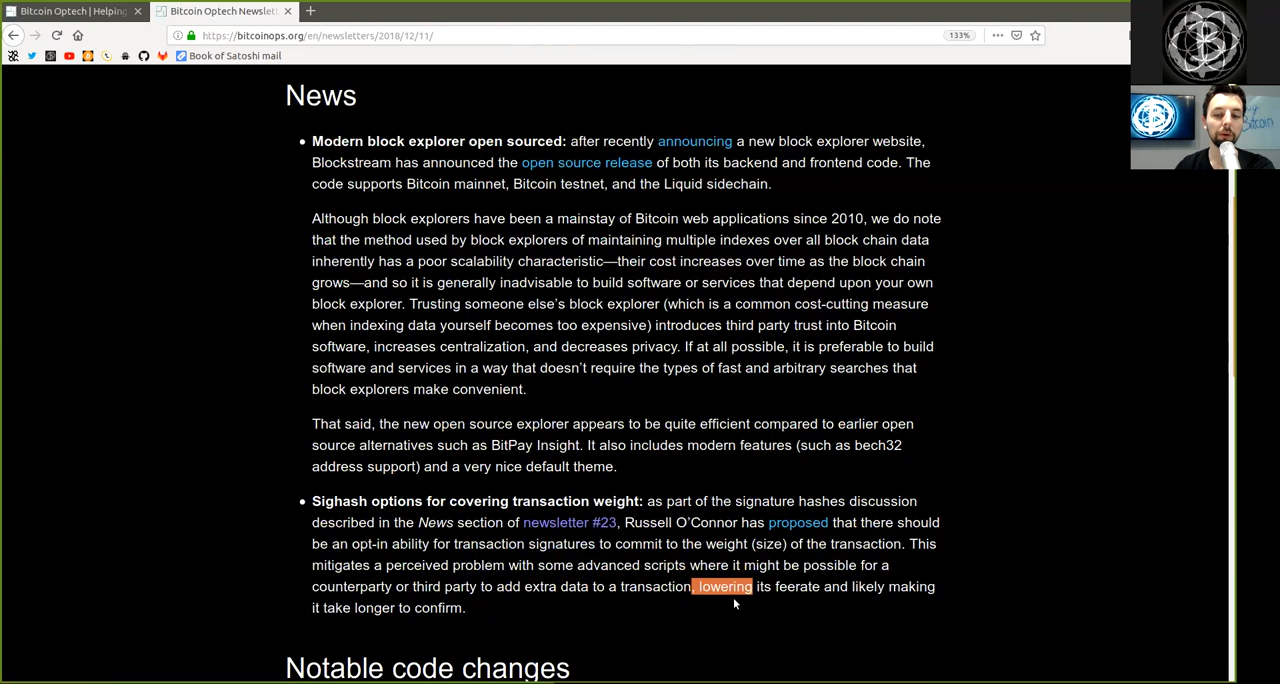 Bitcoin Optech | Helping
Bitcoin Optech Newslett
https://bitcoinops.org/en/newsletters/2018/12/11/
133%
Book of Satoshi mail
Bitcoin
News
Modern block explorer open sourced: after recently announcing a new block explorer website,
Blockstream has announced the open source release of both its backend and frontend code. The
code supports Bitcoin mainnet, Bitcoin testnet, and the Liquid sidechain.
Although block explorers have been a mainstay of Bitcoin web applications since 2010, we do note
that the method used by block explorers of maintaining multiple indexes over all block chain data
inherently has a poor scalability characteristic—their cost increases over time as the block chain
grows—and so it is generally inadvisable to build software or services that depend upon your own
block explorer. Trusting someone else’s block explorer (which is a common cost-cutting measure
when indexing data yourself becomes too expensive) introduces third party trust into Bitcoin
software, increases centralization, and decreases privacy. If at all possible, it is preferable to build
software and services in a way that doesn’t require the types of fast and arbitrary searches that
block explorers make convenient.
That said, the new open source explorer appears to be quite efficient compared to earlier open
source alternatives such as BitPay Insight. It also includes modern features (such as bech32
address support) and a very nice default theme.
Sighash options for covering transaction weight: as part of the signature hashes discussion
described in the News section of newsletter #23, Russell O’Connor has proposed that there should
be an opt-in ability for transaction signatures to commit to the weight (size) of the transaction. This
mitigates a perceived problem with some advanced scripts where it might be possible for a
counterparty or third party to add extra data to a transaction, lowering its feerate and likely making
it take longer to confirm.
Notable code changes